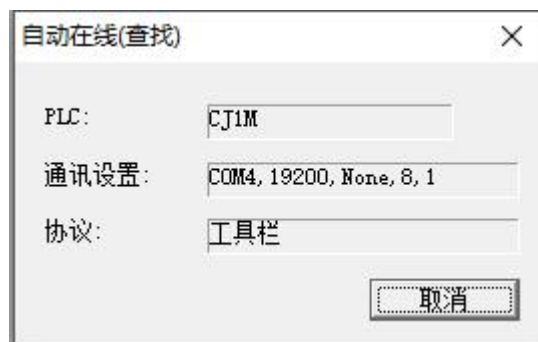 自动在线(查找)
PLC: CJ1M
通讯设置: COM4,19200,None,8,1
协议: 工具栏
取消